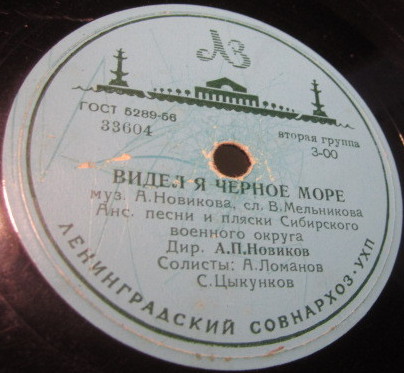 АЗ
ГОСТ 5289-56
33604
вторая группа
3-00
ВИДЕЛ Я ЧЕРНОЕ МОРЕ
муз. А.Новикова, сл. В.Мельникова
Анс. песни и пляски Сибирского
военного округа
Дир. А.П.Новиков
Солисты: А.Ломанов
С.Цыкунков
ЛЕНИНГРАДСКИЙ СОВНАРХОЗ·УХП